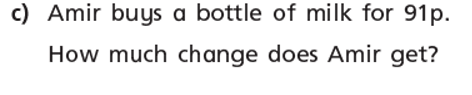 c) Amir buys a bottle of milk for 91p.
How much change does Amir get?